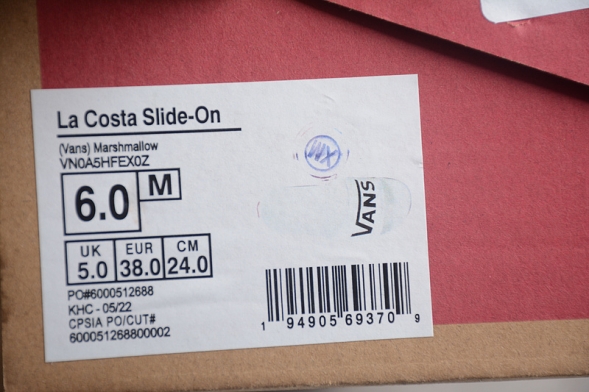 La Costa Slide-On
(Vans) Marshmallow
VN0A5HFEX0Z
6.0 M
UK EUR CM
5.0 38.0 24.0
PO#6000512688
KHC - 05/22
CPSIA PO/CUT#
600051268800002
VANS
1 94905 69370 9